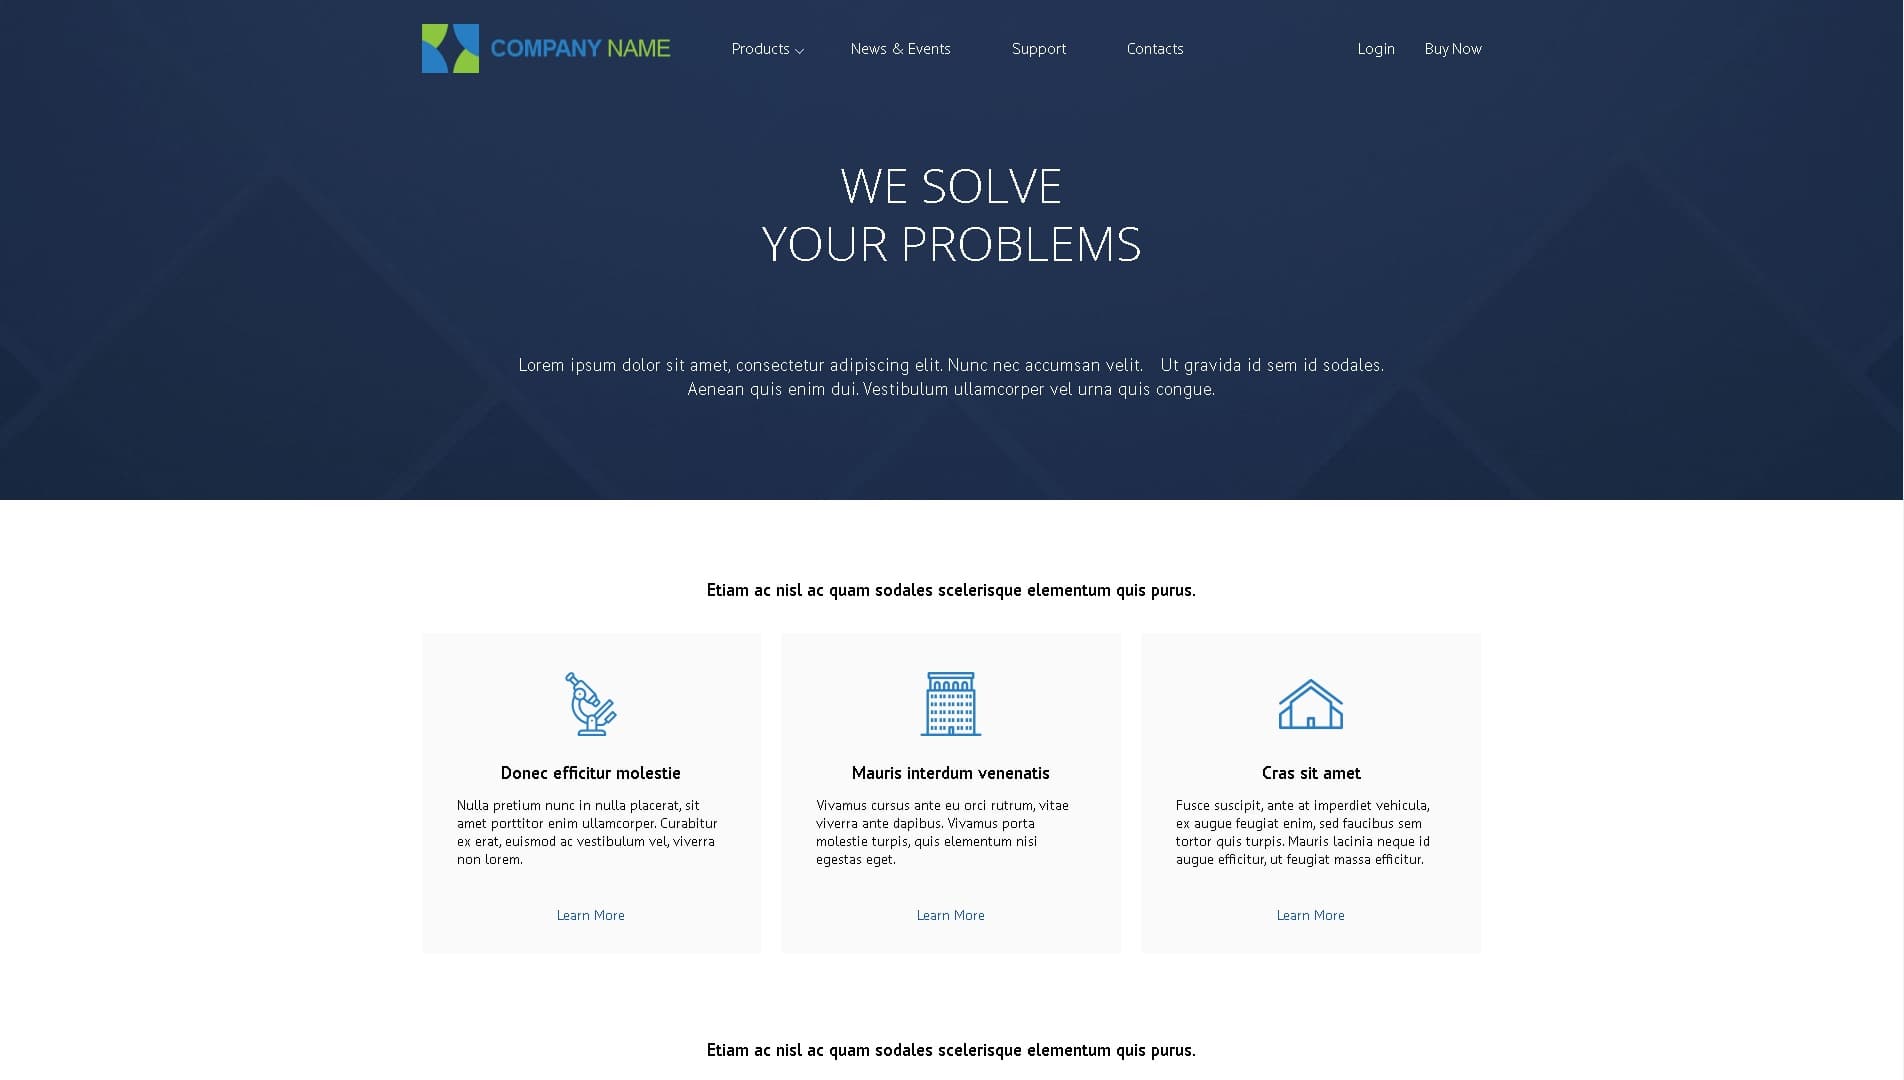 COMPANY NAME
Products
News & Events
Support
Contacts
Login
Buy Now
WE SOLVE
YOUR PROBLEMS
Lorem ipsum dolor sit amet, consectetur adipiscing elit. Nunc nec accumsan velit. Ut gravida id sem id sodales.
Aenean quis enim dui. Vestibulum ullamcorper vel urna quis congue.
Etiam ac nisl ac quam sodales scelerisque elementum quis purus.
Donec efficitur molestie
Nulla pretium nunc in nulla placerat, sit
amet porttitor enim ullamcorper. Curabitur
ex erat, euismod ac vestibulum vel, viverra
non lorem.
Learn More
Mauris interdum venenatis
Vivamus cursus ante eu orci rutrum, vitae
viverra ante dapibus. Vivamus porta
molestie turpis, quis elementum nisi
egestas eget.
Learn More
Cras sit amet
Fusce suscipit, ante at imperdiet vehicula,
ex augue feugiat enim, sed faucibus sem
tortor quis turpis. Mauris lacinia neque id
augue efficitur, ut feugiat massa efficitur.
Learn More
Etiam ac nisl ac quam sodales scelerisque elementum quis purus.